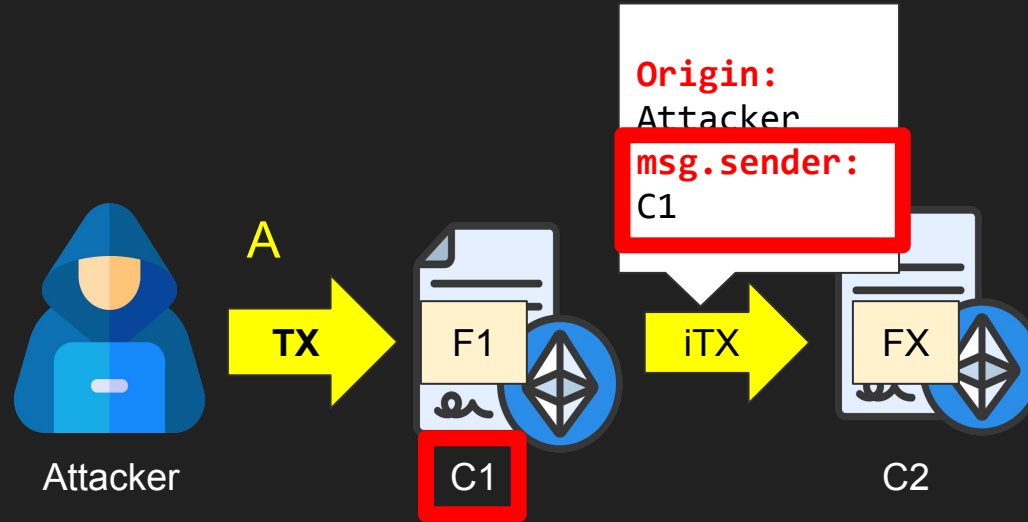 Origin:
Attacker
msg.sender:
C1
A
TX
F1
iTX
FX
Attacker
C1
C2